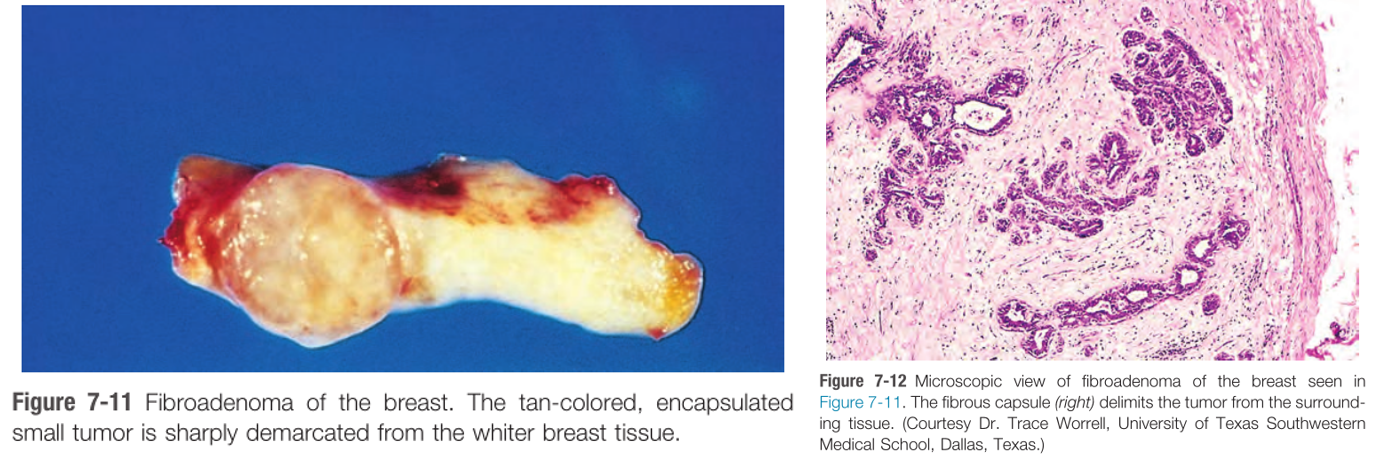 Figure 7-11 Fibroadenoma of the breast. The tan-colored, encapsulated
small tumor is sharply demarcated from the whiter breast tissue.
Figure 7-12 Microscopic view of fibroadenoma of the breast seen in
Figure 7-11. The fibrous capsule (right) delimits the tumor from the surround-
ing tissue. (Courtesy Dr. Trace Worrell, University of Texas Southwestern
Medical School, Dallas, Texas.)